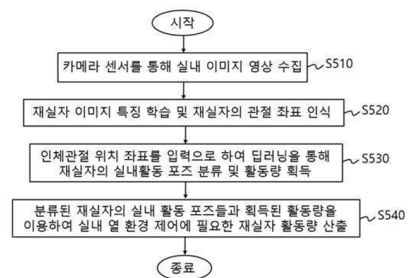 시작
카메라 센서를 통해 실내 이미지 영상 수집
S510
재실자 이미지 특징 학습 및 재실자의 관절 좌표 인식
S520
인체관절 위치 좌표를 입력으로 하여 딥러닝을 통해
재실자의 실내활동 포즈 분류 및 활동량 획득
S530
분류된 재실자의 실내 활동 포즈들과 획득된 활동량을
이용하여 실내 열 환경 제어에 필요한 재실자 활동량 산출
S540
종료